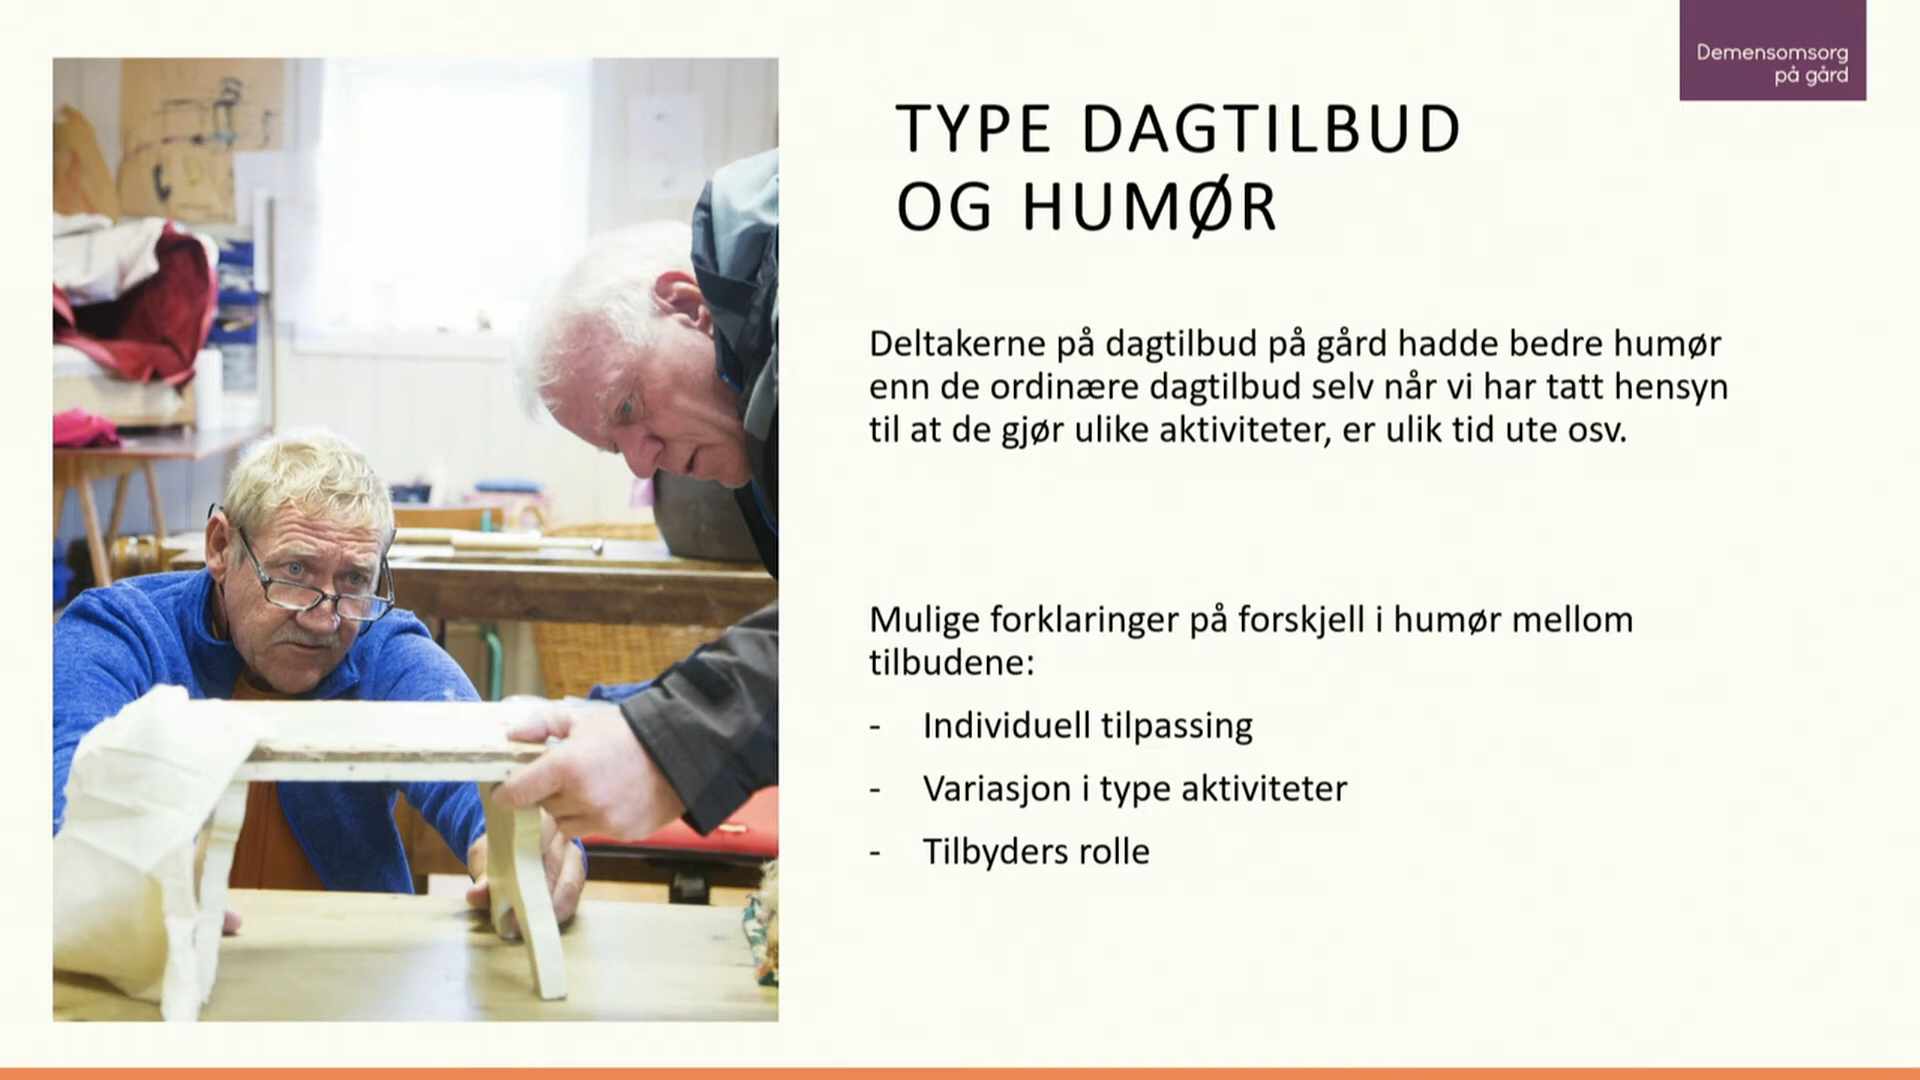 Demensomsorg
på gård
TYPE DAGTILBUD
OG HUMØR
Deltakerne på dagtilbud på gård hadde bedre humør
enn de ordinære dagtilbud selv når vi har tatt hensyn
til at de gjør ulike aktiviteter, er ulik tid ute osv.
Mulige forklaringer på forskjell i humør mellom
tilbudene:
- Individuell tilpassing
- Variasjon i type aktiviteter
- Tilbyders rolle